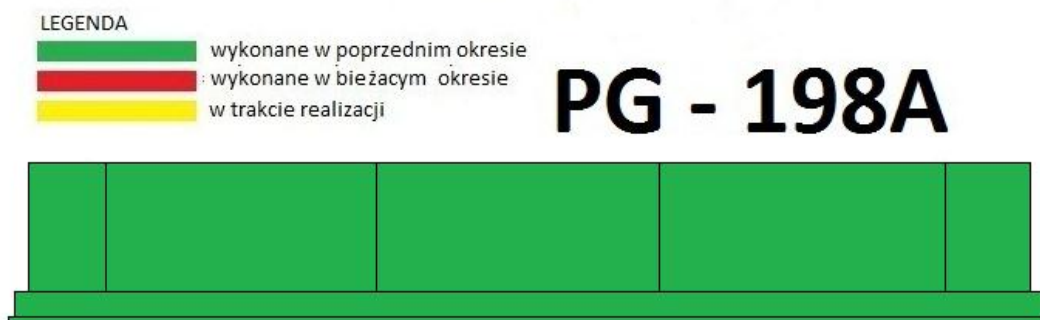 LEGENDA
wykonane w poprzednim okresie
wykonane w bieżacym okresie
w trakcie realizacji
PG - 198A